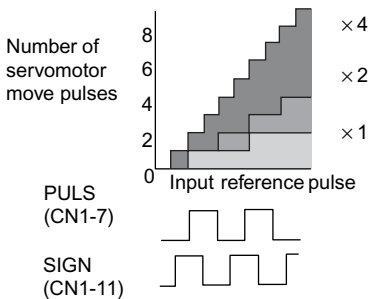 Number of
servomotor
move pulses
8
6
4
2
0
×4
×2
×1
Input reference pulse
PULS
(CN1-7)
SIGN
(CN1-11)